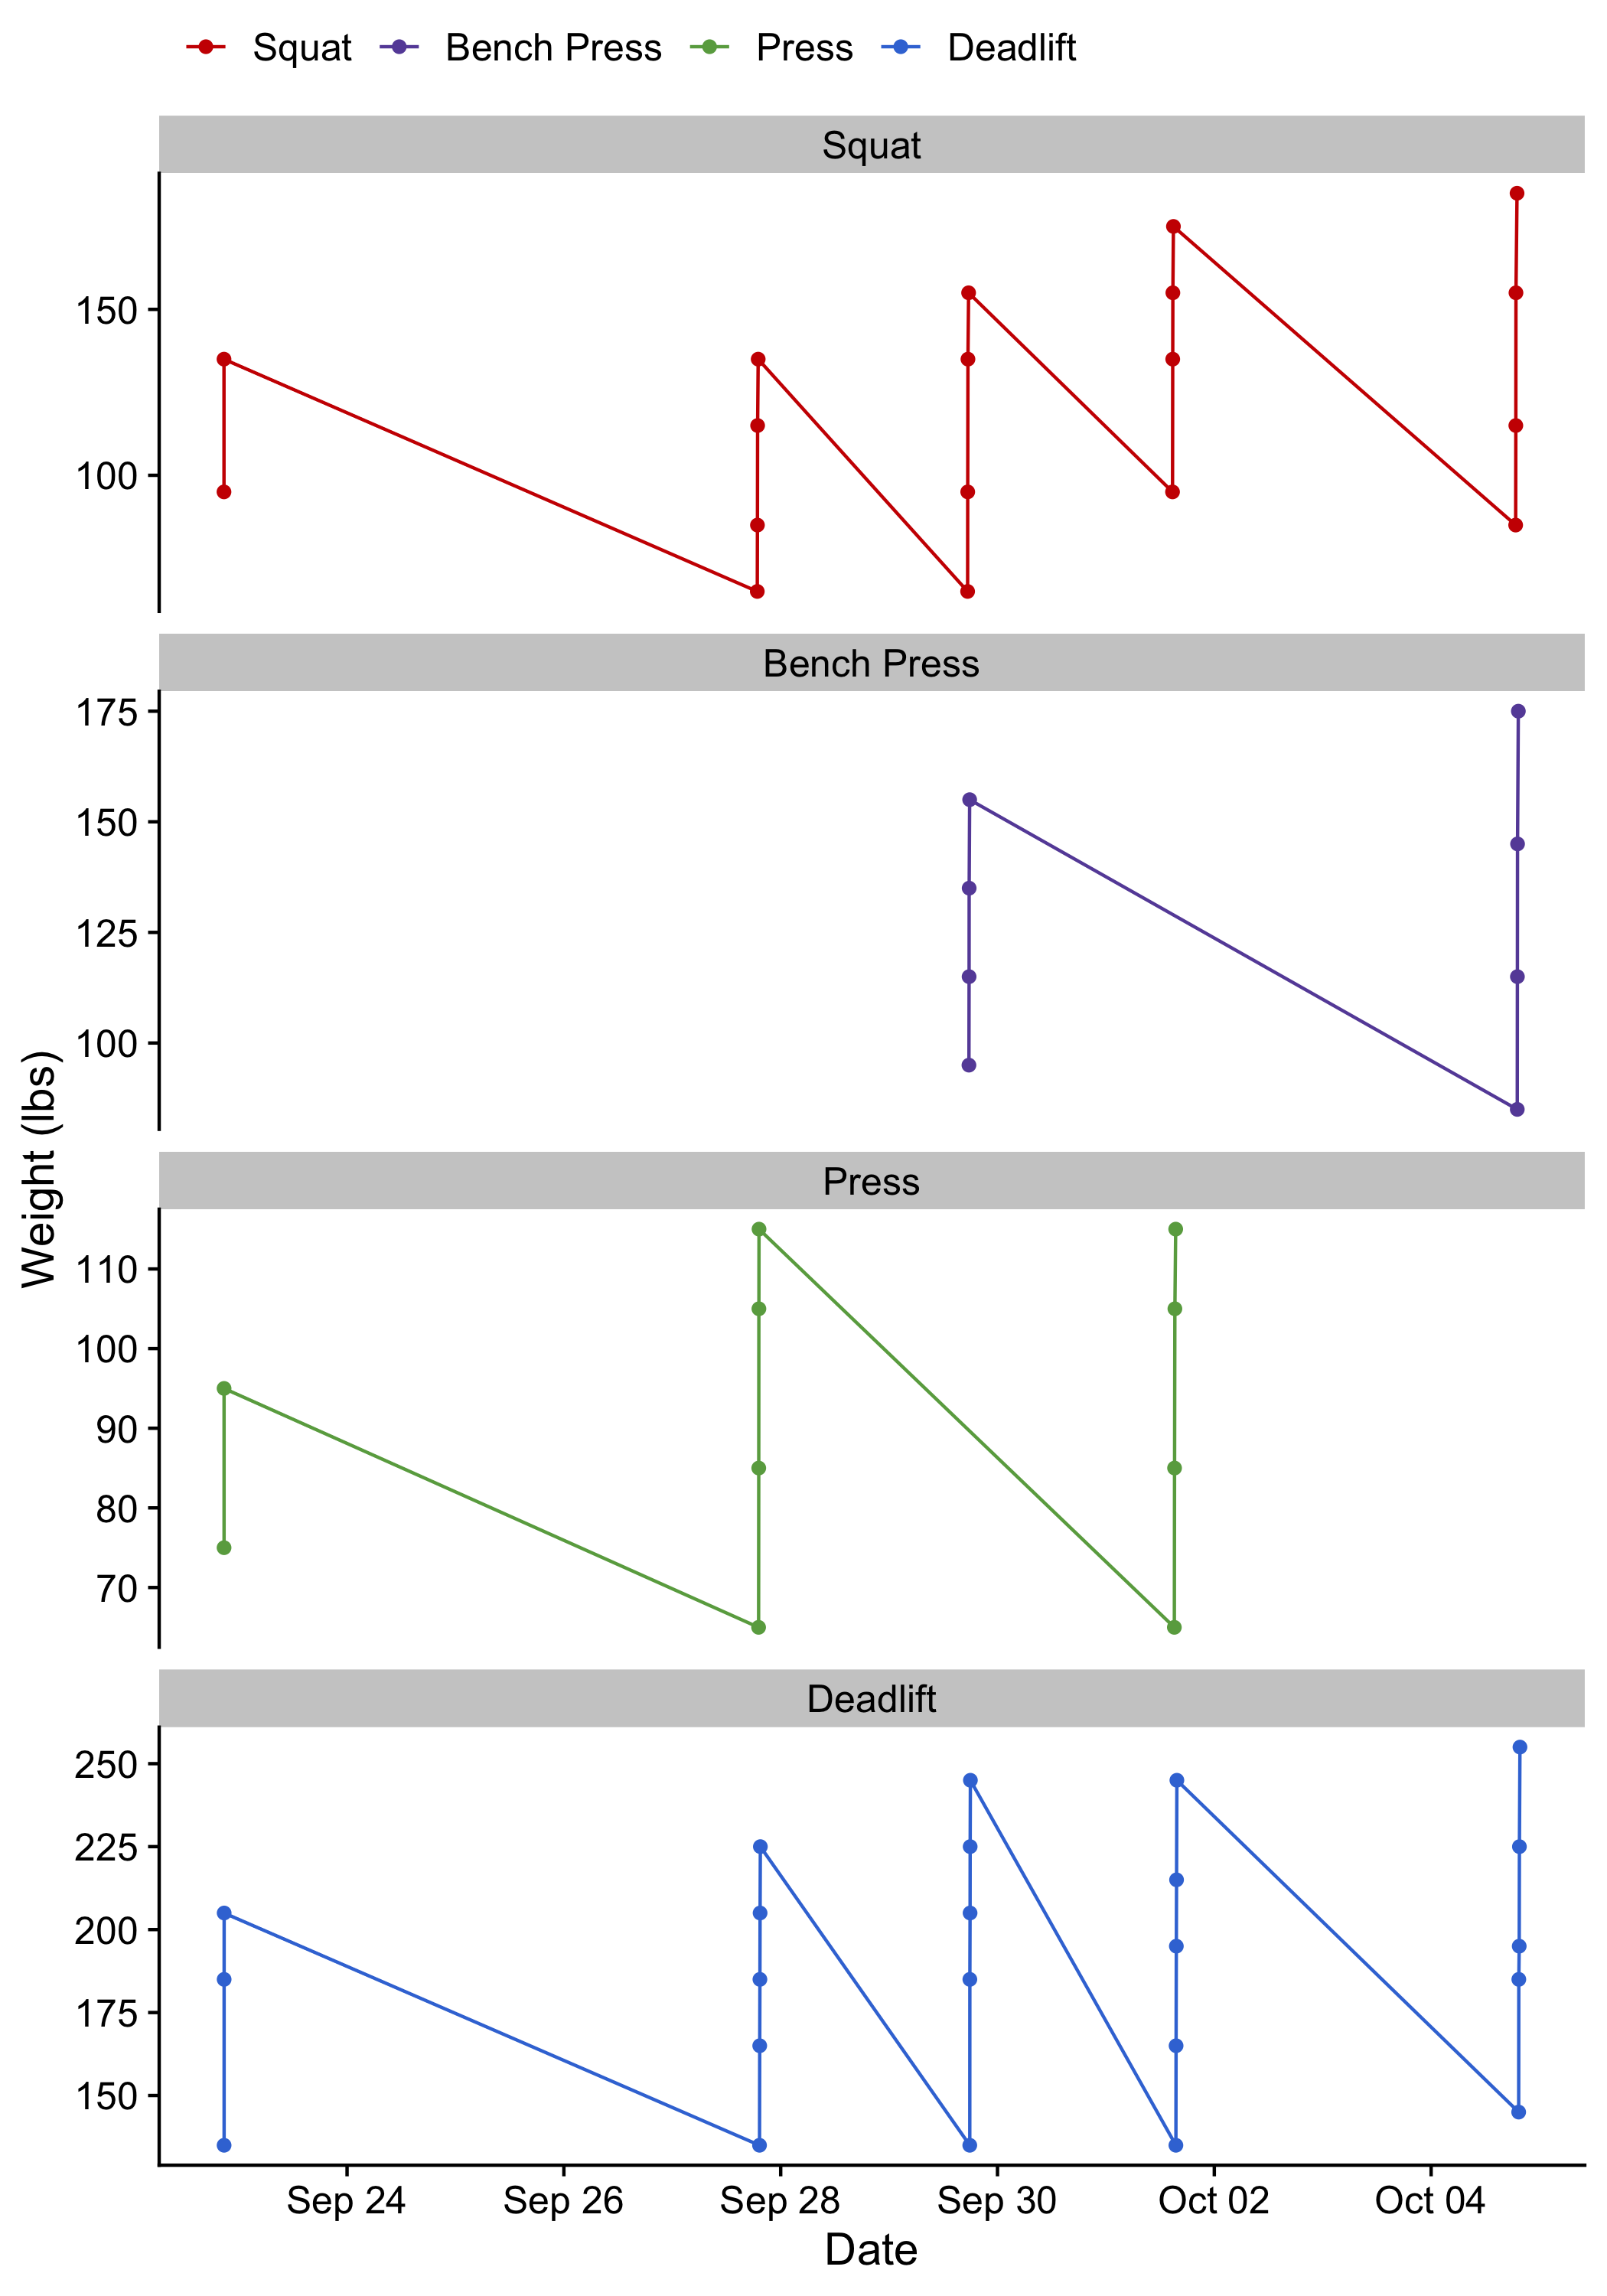 Squat Bench Press Press Deadlift
Squat
150
100
Bench Press
175
150
125
100
Weight (lbs)
Press
110
100
90
80
70
Deadlift
250
225
200
175
150
Sep 24 Sep 26 Sep 28 Sep 30 Oct 02 Oct 04
Date